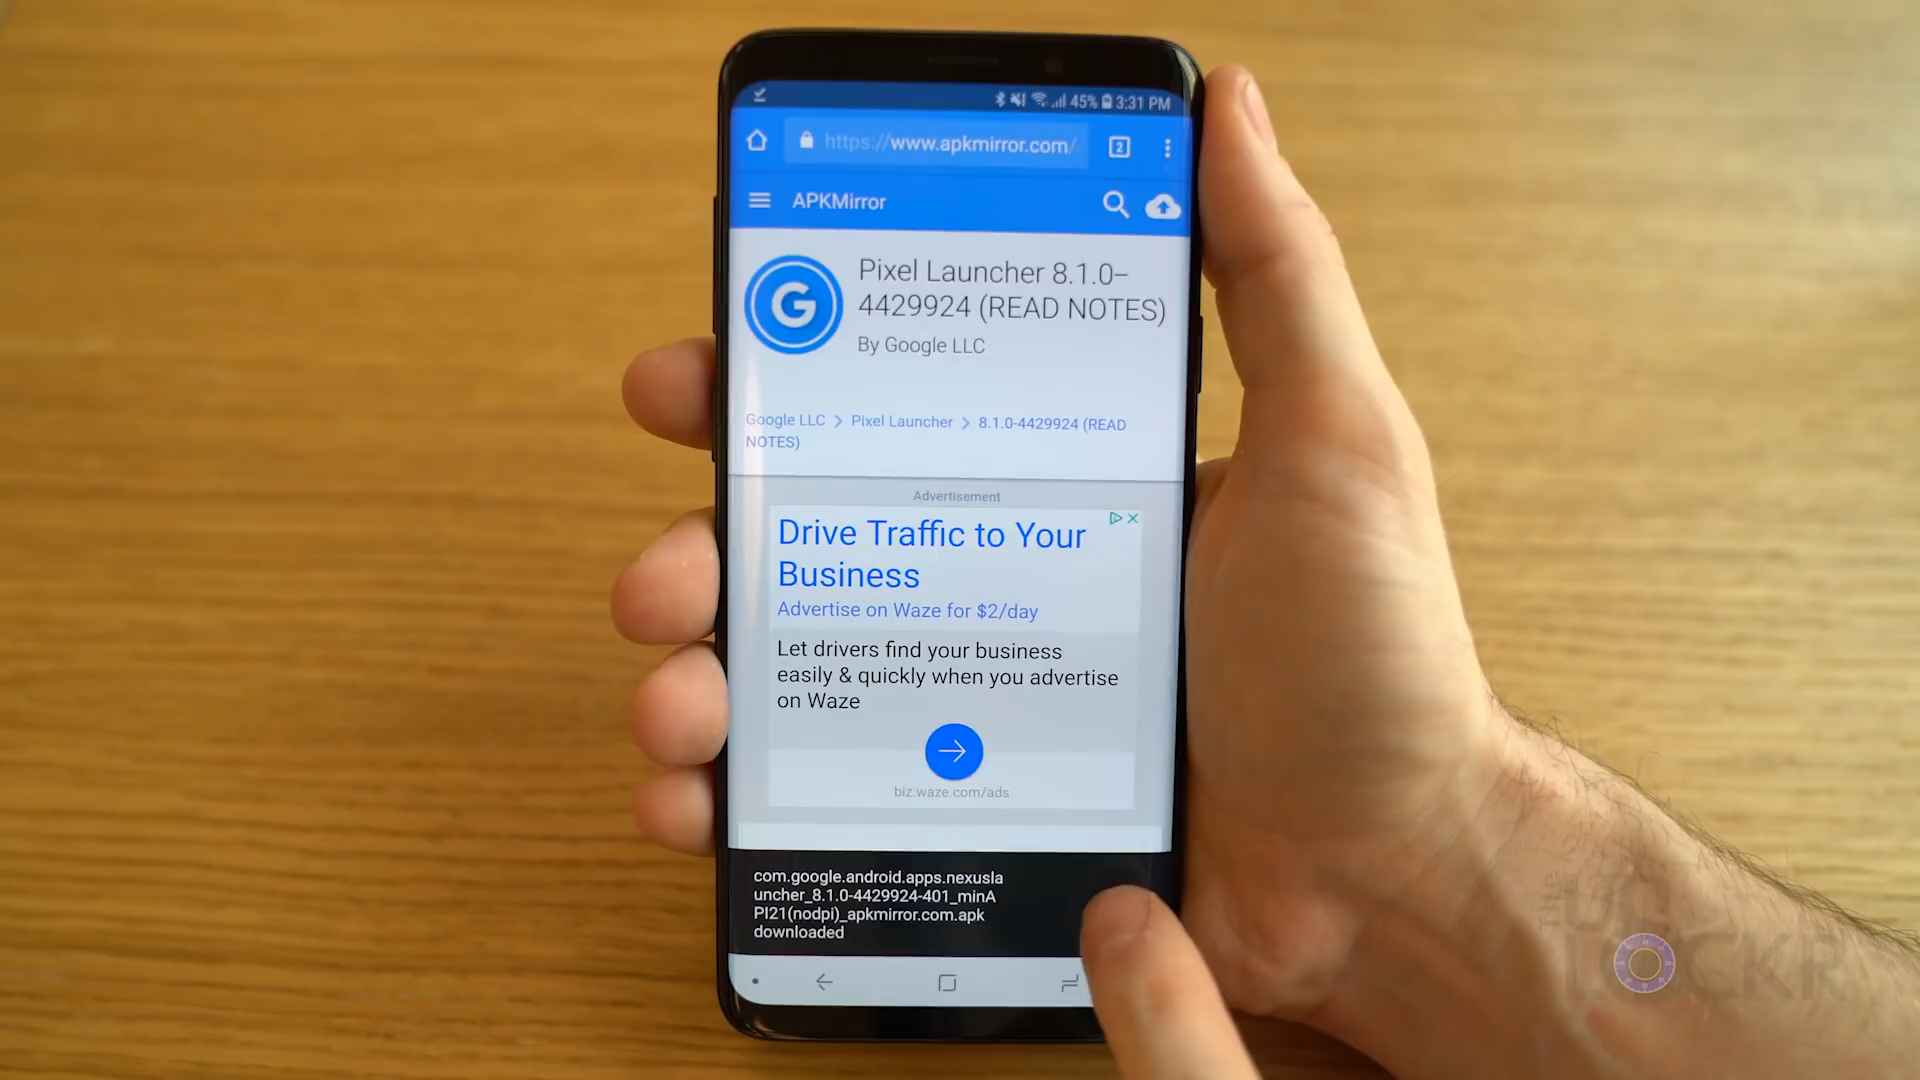 45% 3:31 PM
https://www.apkmirror.com/
2
APKMirror
G
Pixel Launcher 8.1.0–
4429924 (READ NOTES)
By Google LLC
Google LLC > Pixel Launcher > 8.1.0-4429924 (READ
NOTES)
Advertisement
Drive Traffic to Your
Business
Advertise on Waze for $2/day
Let drivers find your business
easily & quickly when you advertise
on Waze
biz.waze.com/ads
com.google.android.apps.nexusla
uncher_8.1.0-4429924-401_minA
PI21(nodpi)_apkmirror.com.apk
downloaded
The
UN
LOCKR